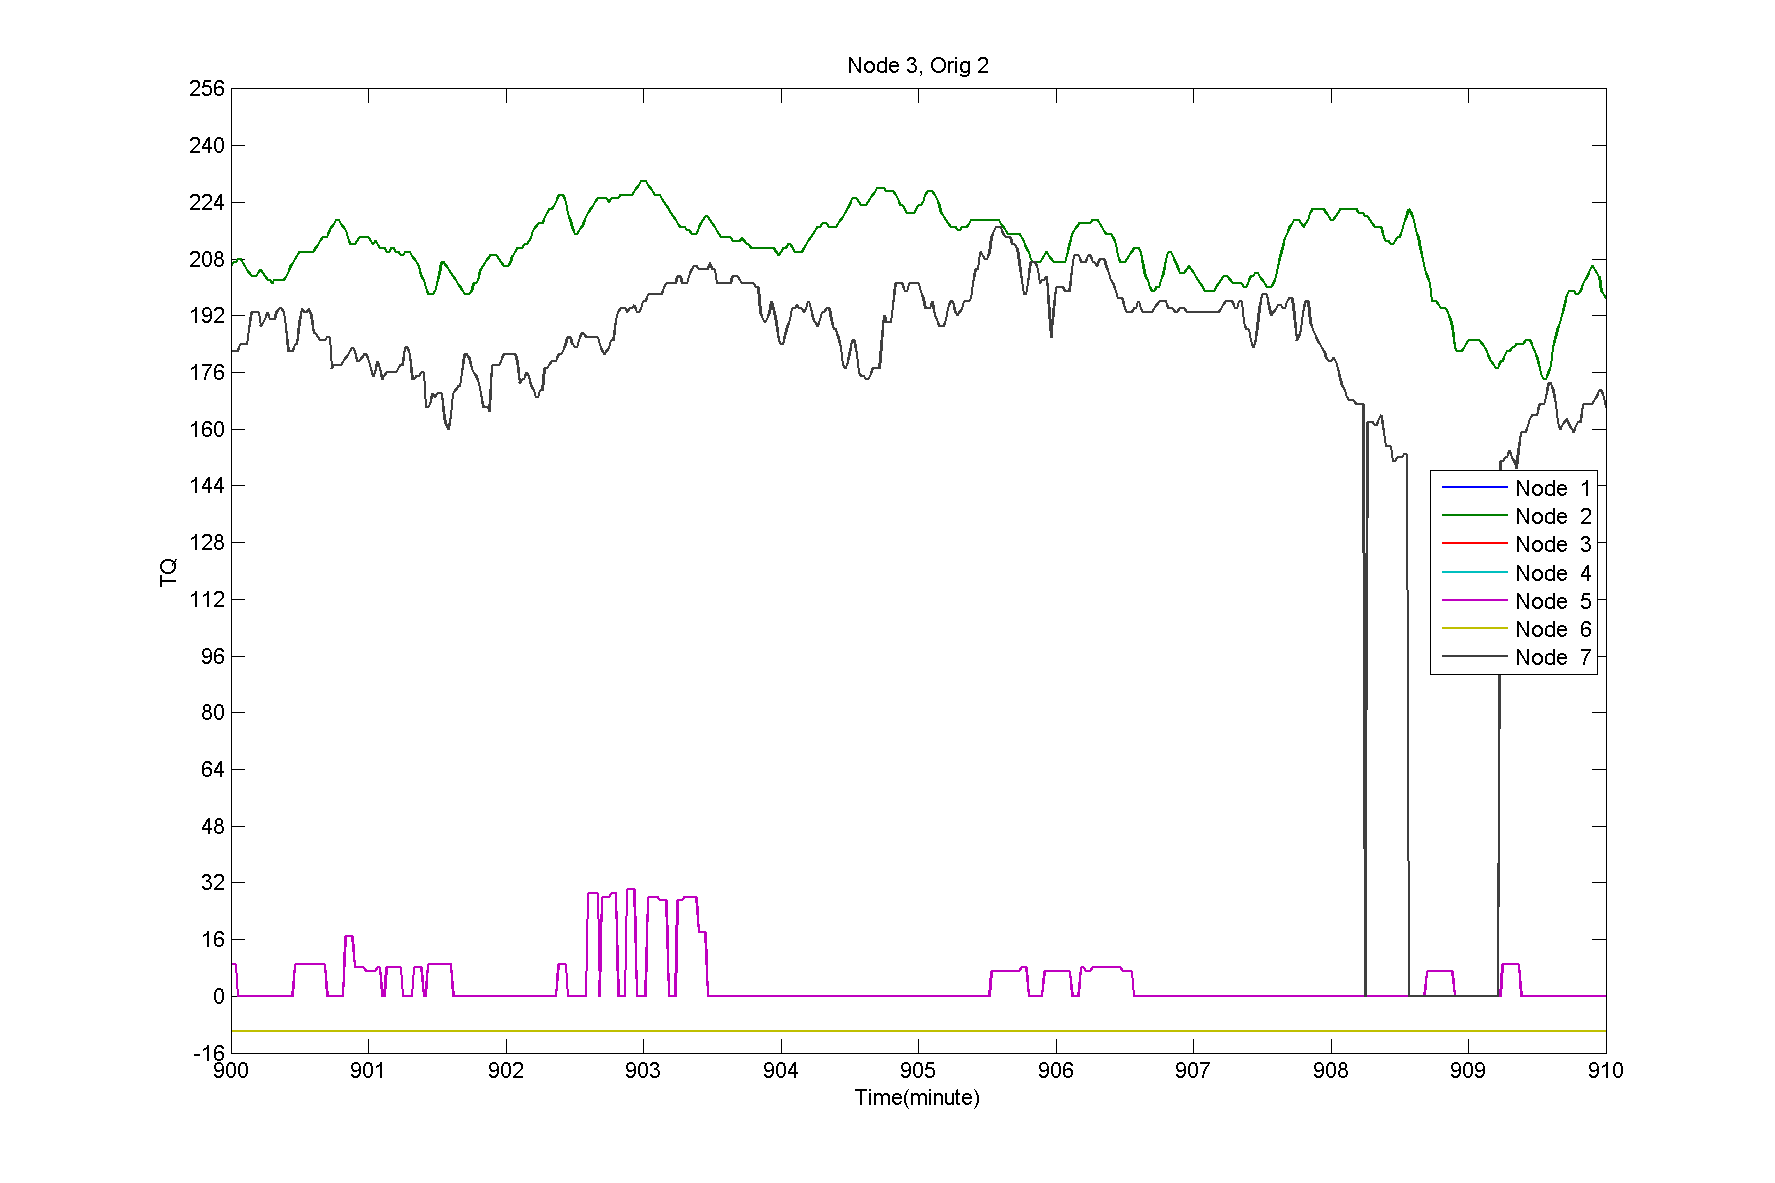 Node 3, Orig 2
256
240
224
208
192
176
160
144
128
112
96
80
64
48
32
16
0
-16
TQ
Node 1
Node 2
Node 3
Node 4
Node 5
Node 6
Node 7
900 901 902 903 904 905 906 907 908 909 910
Time(minute)